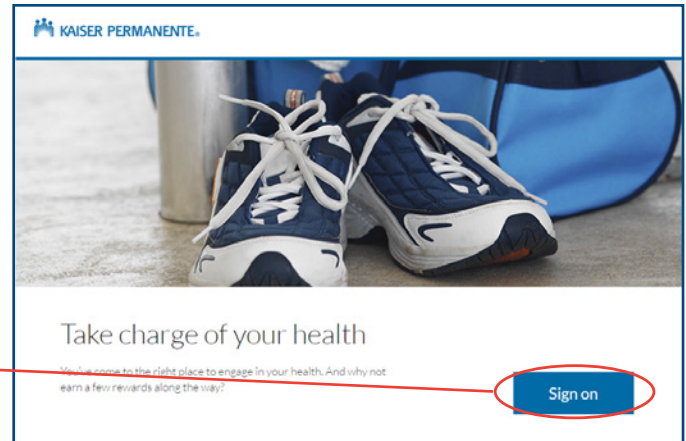 KAISER PERMANENTE®
Take charge of your health
You've come to the right place to engage in your health. And why not
earn a few rewards along the way?
Sign on